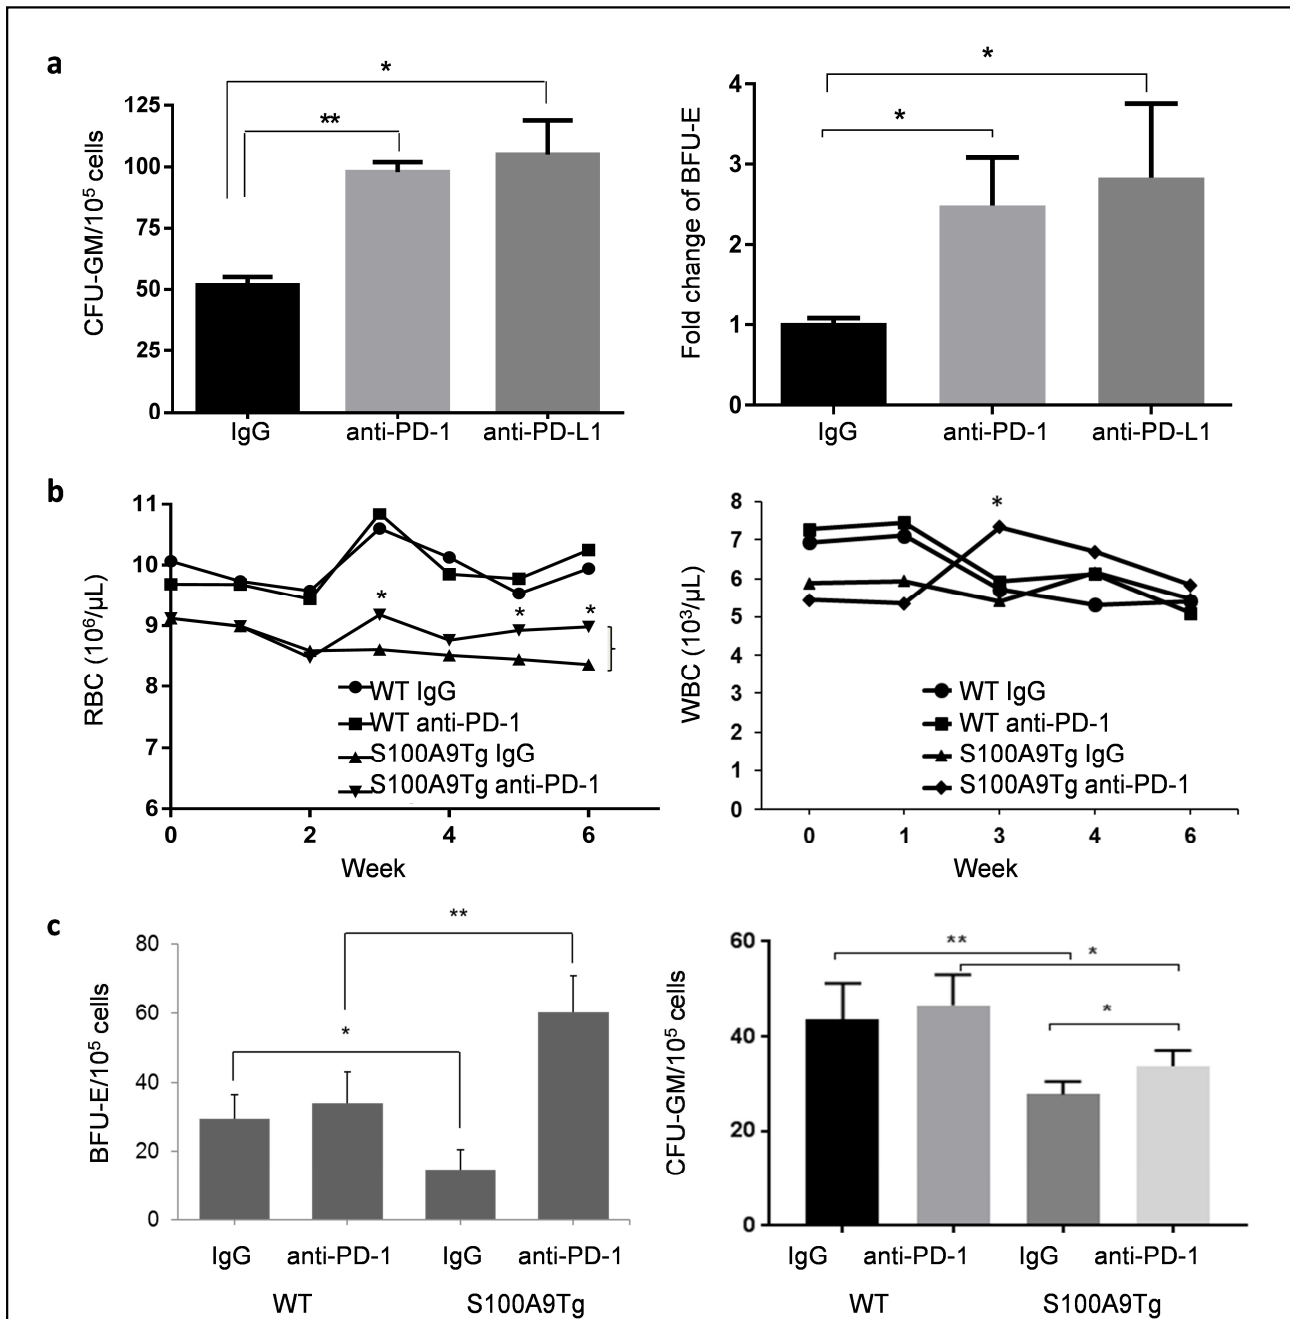 a
*
**
125
100
75
50
25
0
CFU-GM/10⁵ cells
IgG anti-PD-1 anti-PD-L1
*
*
4
3
2
1
0
Fold change of BFU-E
IgG anti-PD-1 anti-PD-L1
b
11
10
9
8
7
6
RBC (10⁶/µL)
* * *
WT IgG
WT anti-PD-1
S100A9Tg IgG
S100A9Tg anti-PD-1
0 2 4 6
Week
8
7
6
5
4
3
2
1
0
WBC (10³/µL)
*
WT IgG
WT anti-PD-1
S100A9Tg IgG
S100A9Tg anti-PD-1
0 1 3 4 6
Week
c
**
*
80
60
40
20
0
BFU-E/10⁵ cells
IgG anti-PD-1 IgG anti-PD-1
WT S100A9Tg
**
*
*
60
40
20
0
CFU-GM/10⁵ cells
IgG anti-PD-1 IgG anti-PD-1
WT S100A9Tg